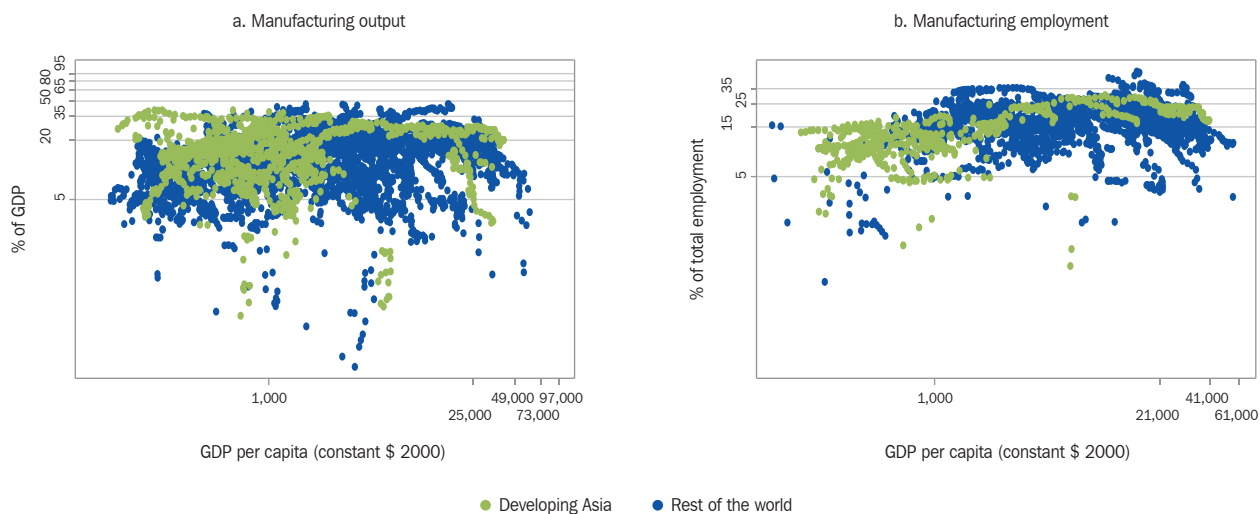 a. Manufacturing output
% of GDP
95
80
65
50
35
20
5
1,000
49,000 97,000
25,000 73,000
GDP per capita (constant $ 2000)
b. Manufacturing employment
% of total employment
35
25
15
5
1,000
41,000
21,000 61,000
GDP per capita (constant $ 2000)
Developing Asia Rest of the world